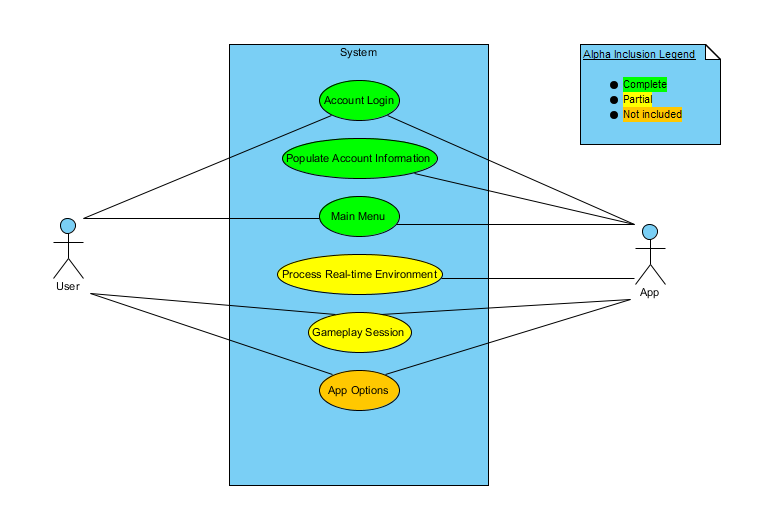 System
Account Login
Populate Account Information
Main Menu
Process Real-time Environment
Gameplay Session
App Options
User
App
Alpha Inclusion Legend
Complete
Partial
Not included